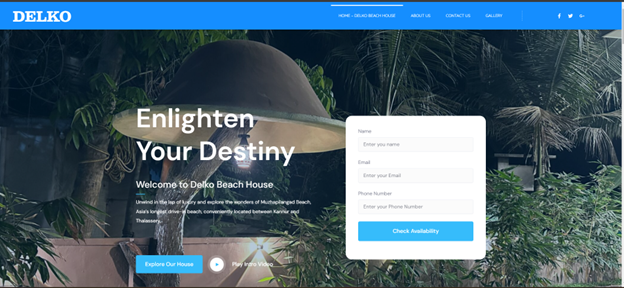 DELKO
HOME – DELKO BEACH HOUSE
ABOUT US
CONTACT US
GALLERY
Enlighten
Your Destiny
Welcome to Delko Beach House
Unwind in the lap of luxury and explore the wonders of Muzhapilangad Beach,
Asia's longest drive-in beach, conveniently located between Kannur and
Thalassery..
Explore Our House
Play Intro Video
Name
Enter you name
Email
Enter your Email
Phone Number
Enter your Phone Number
Check Availability